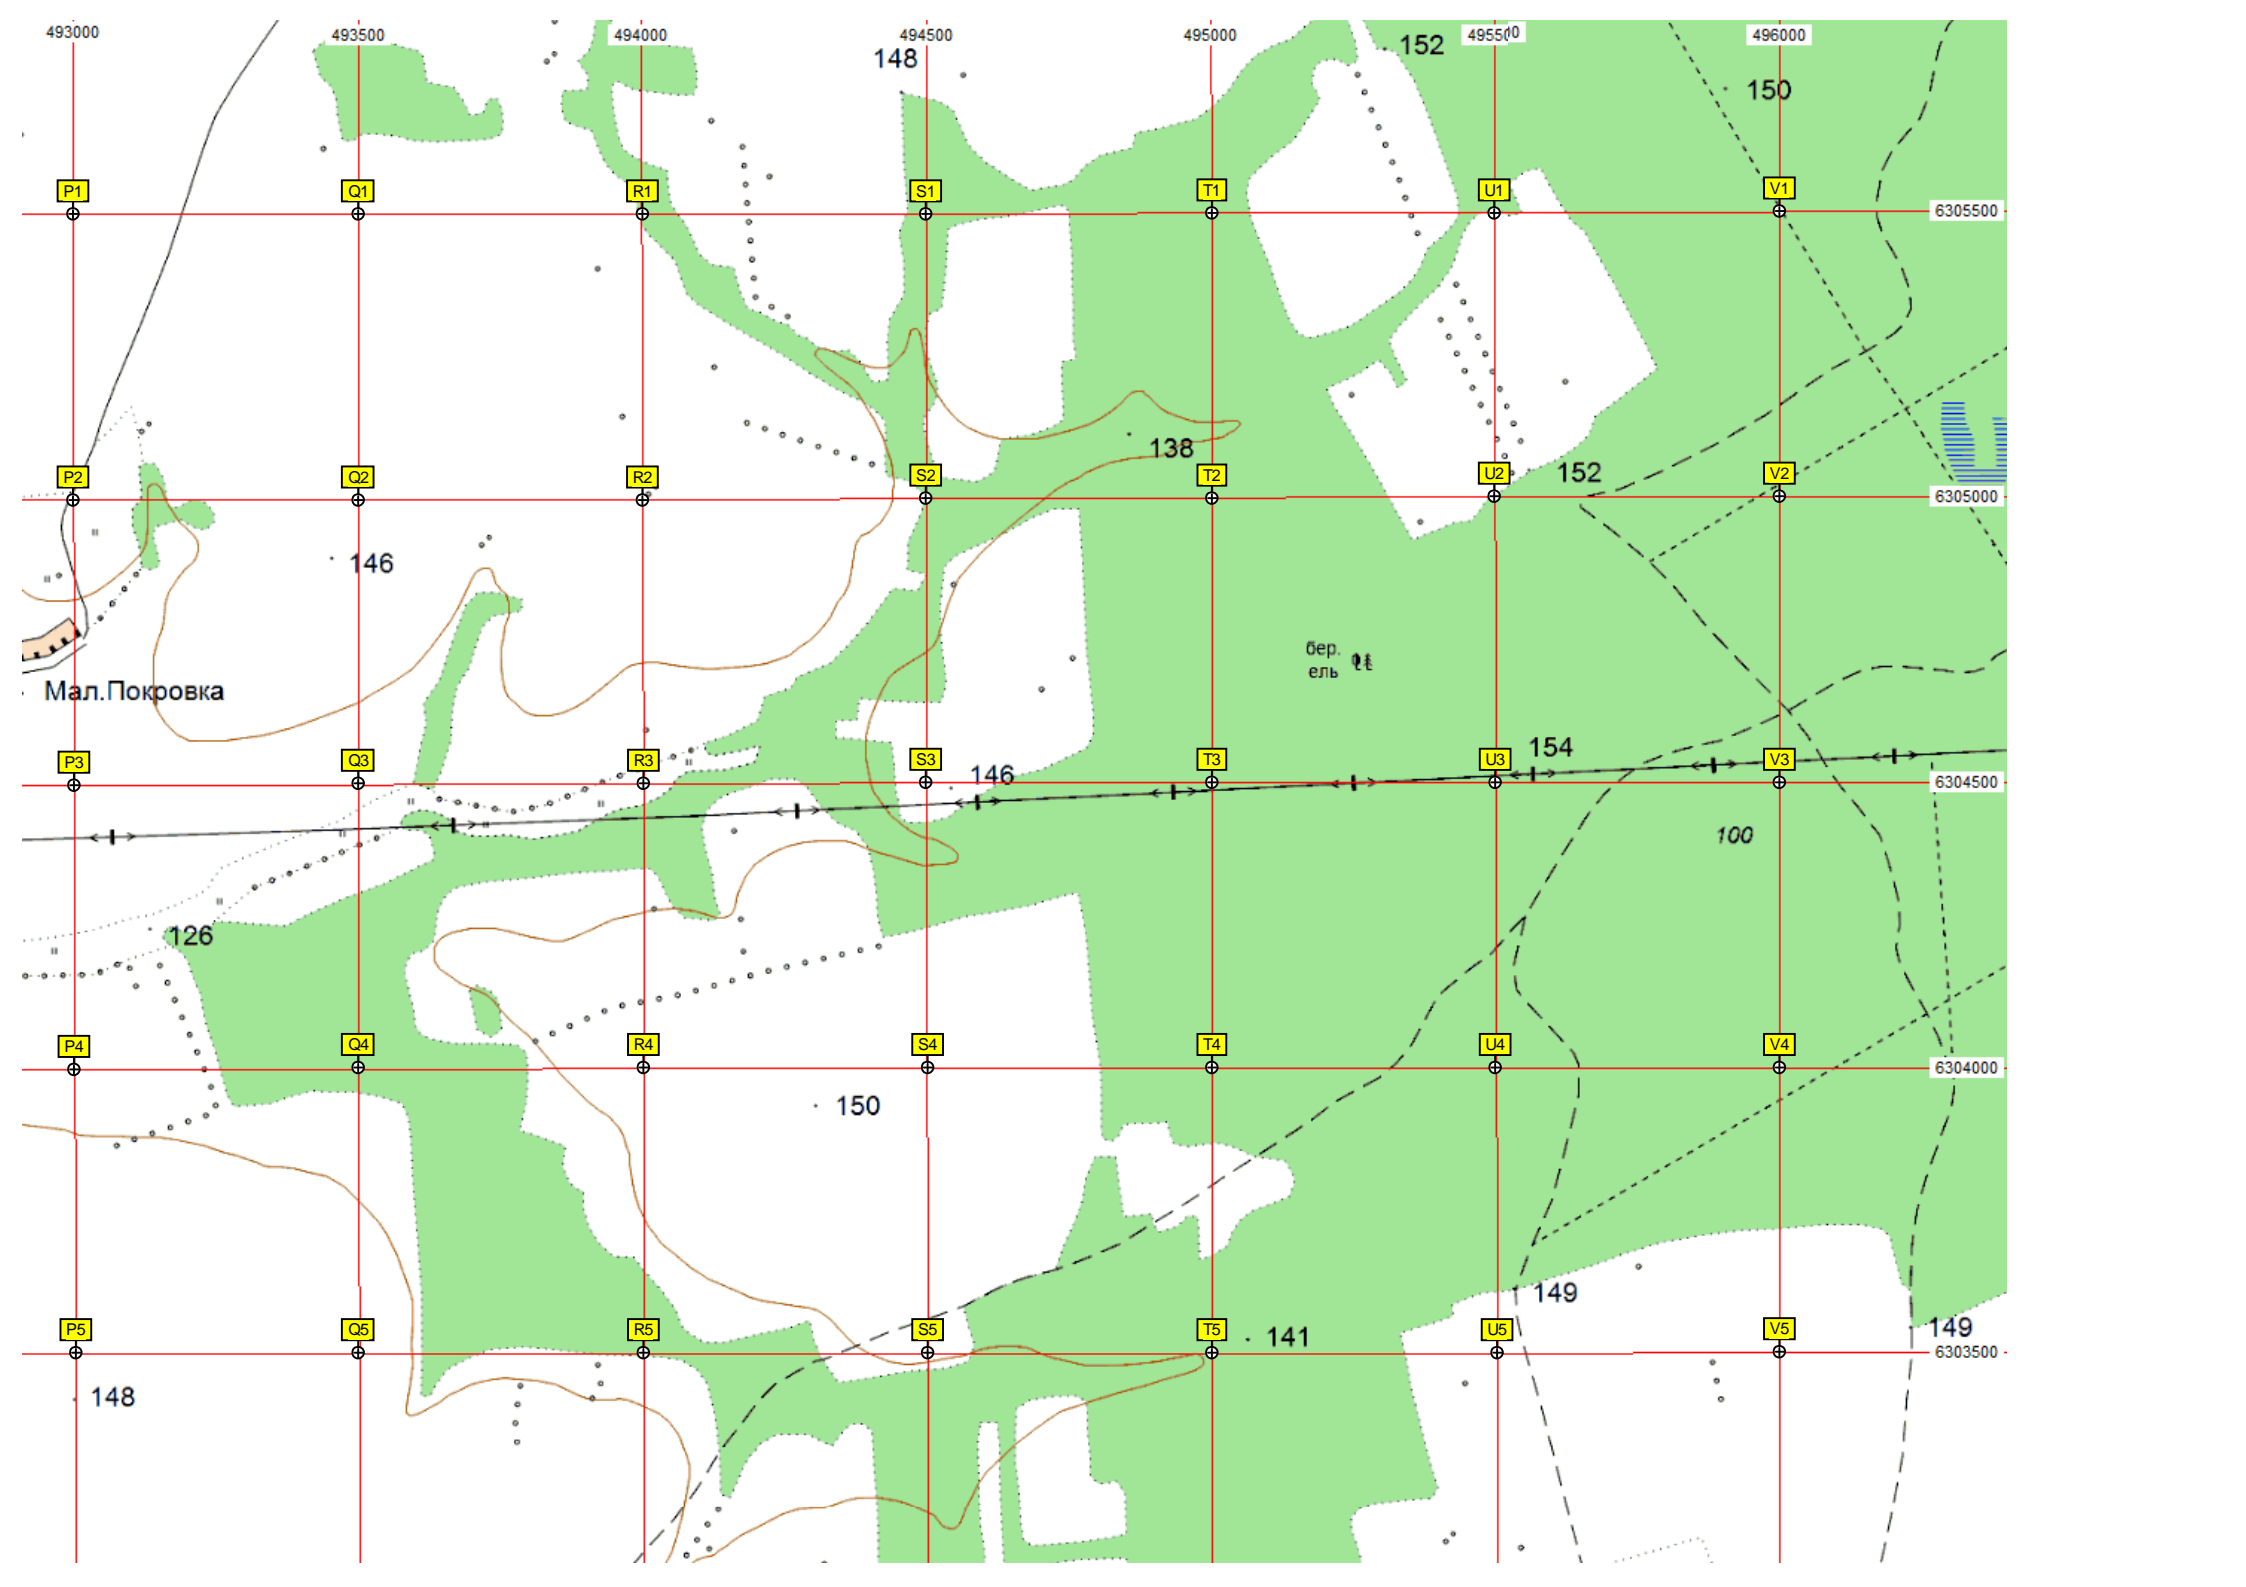 493000 493500 494000 494500 495000 495500 496000
148 152 150
P1 Q1 R1 S1 T1 U1 V1
6305500
138 152
P2 Q2 R2 S2 T2 U2 V2
6305000
146
бер.
ель
Мал.Покровка
154
P3 Q3 R3 S3 T3 U3 V3
146
6304500
100
126
P4 Q4 R4 S4 T4 U4 V4
6304000
150
149
P5 Q5 R5 S5 T5 U5 V5
141 149
6303500
148